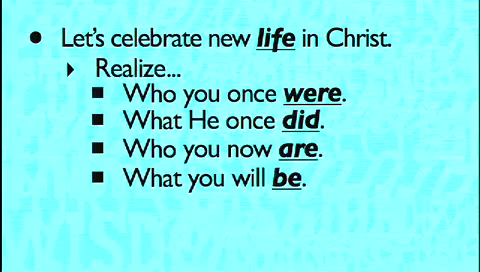 Let's celebrate new life in Christ.
Realize...
Who you once were.
What He once did.
Who you now are.
What you will be.